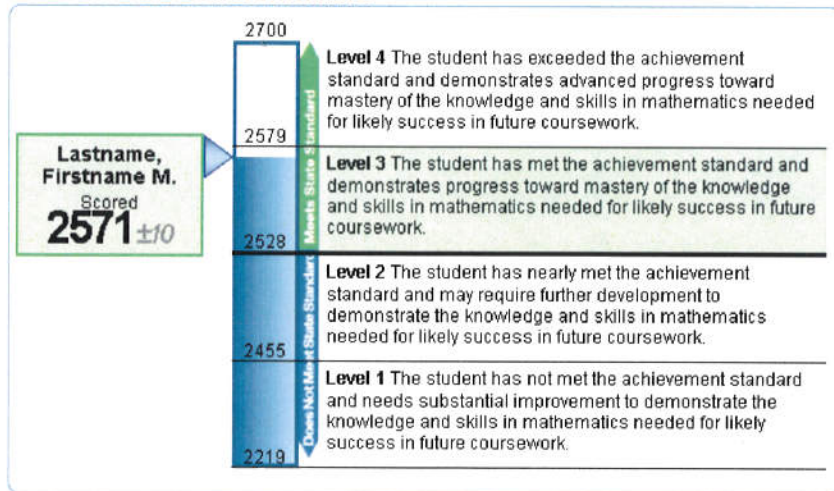 2700
Level 4 The student has exceeded the achievement
standard and demonstrates advanced progress toward
mastery of the knowledge and skills in mathematics needed
for likely success in future coursework.
2579
Lastname,
Firstname M.
Scored
2571 ±10
Level 3 The student has met the achievement standard and
demonstrates progress toward mastery of the knowledge
and skills in mathematics needed for likely success in future
coursework.
Meets State Standard
2528
Level 2 The student has nearly met the achievement
standard and may require further development to
demonstrate the knowledge and skills in mathematics
needed for likely success in future coursework.
2455
Level 1 The student has not met the achievement standard
and needs substantial improvement to demonstrate the
knowledge and skills in mathematics needed for likely
success in future coursework.
Does Not Meet State Standard
2219